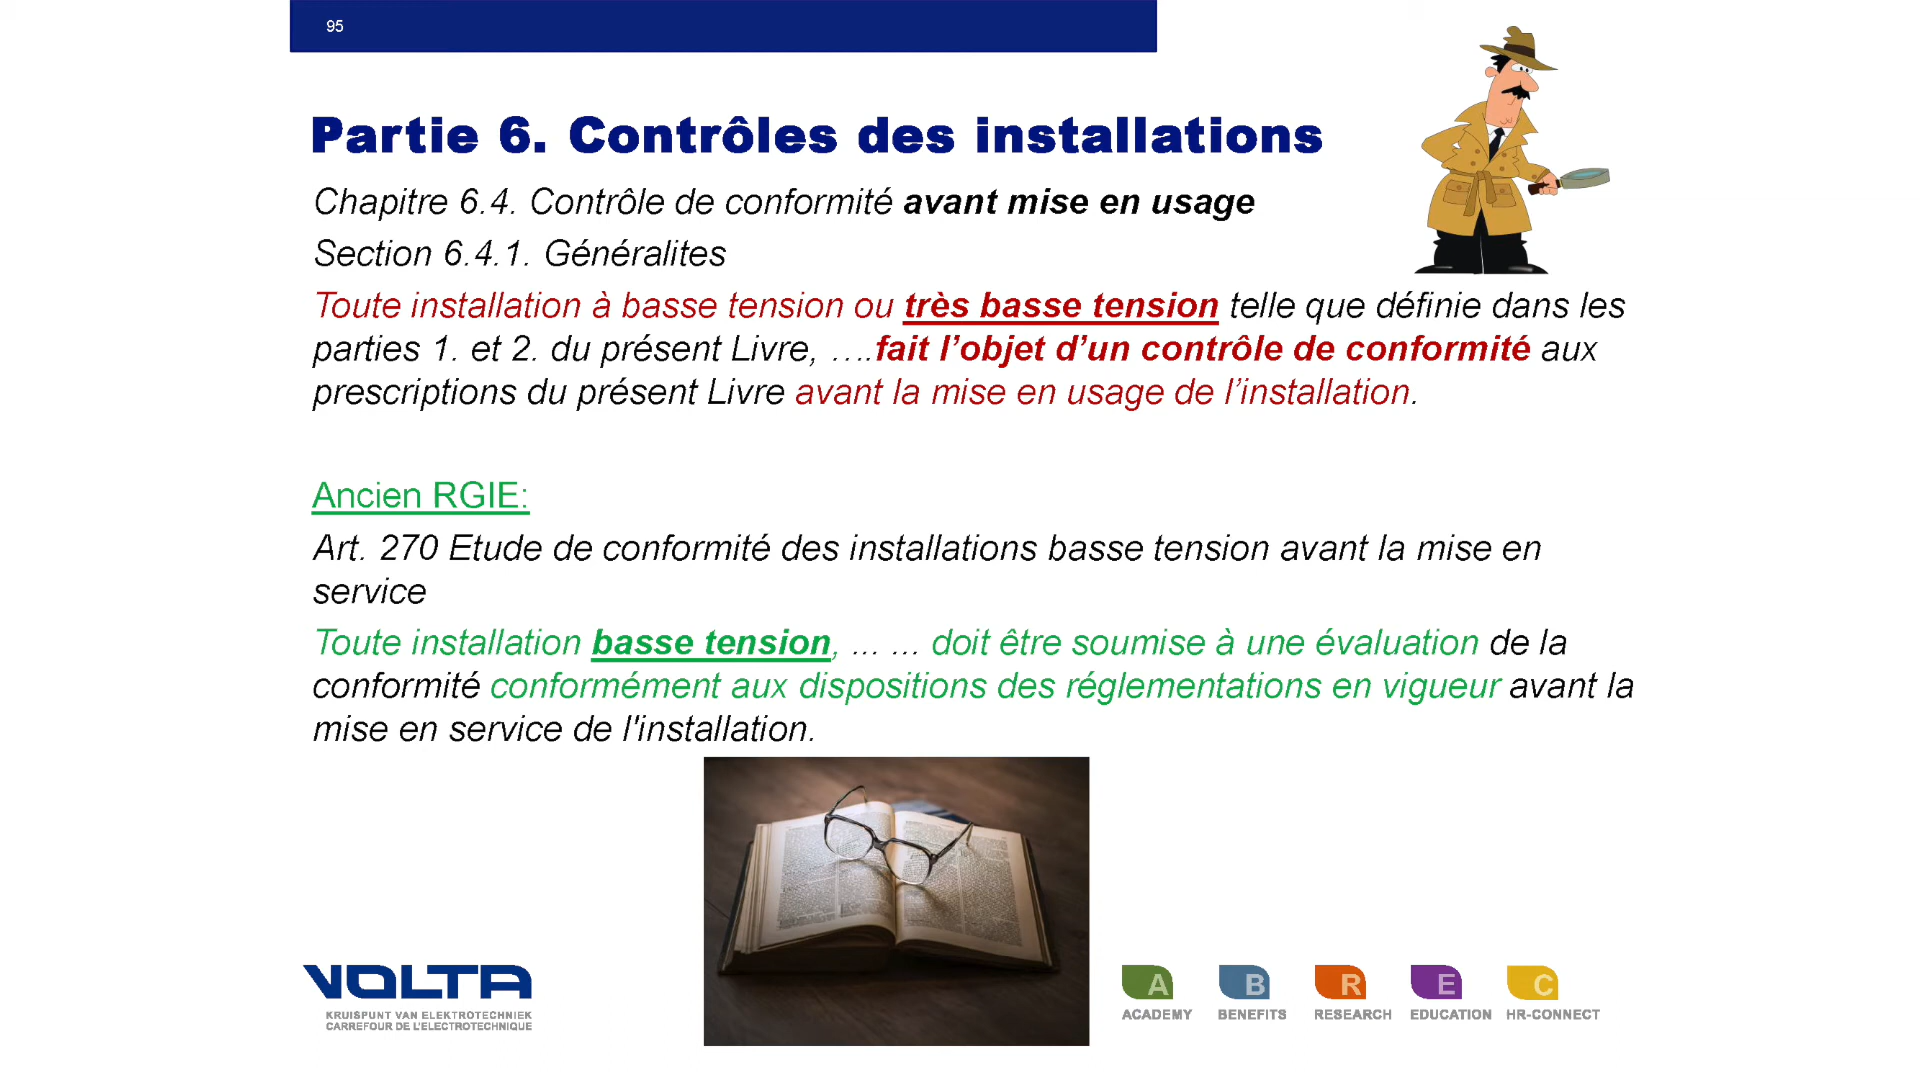 95
Partie 6. Contrôles des installations
Chapitre 6.4. Contrôle de conformité avant mise en usage
Section 6.4.1. Généralites
Toute installation à basse tension ou très basse tension telle que définie dans les
parties 1. et 2. du présent Livre, ….fait l’objet d’un contrôle de conformité aux
prescriptions du présent Livre avant la mise en usage de l’installation.
Ancien RGIE:
Art. 270 Etude de conformité des installations basse tension avant la mise en
service
Toute installation basse tension, ... ... doit être soumise à une évaluation de la
conformité conformément aux dispositions des réglementations en vigueur avant la
mise en service de l'installation.
VOLTA
KRUISPUNT VAN ELEKTROTECHNIEK
CARREFOUR DE L'ELECTROTECHNIQUE
A B R E C
ACADEMY BENEFITS RESEARCH EDUCATION HR-CONNECT